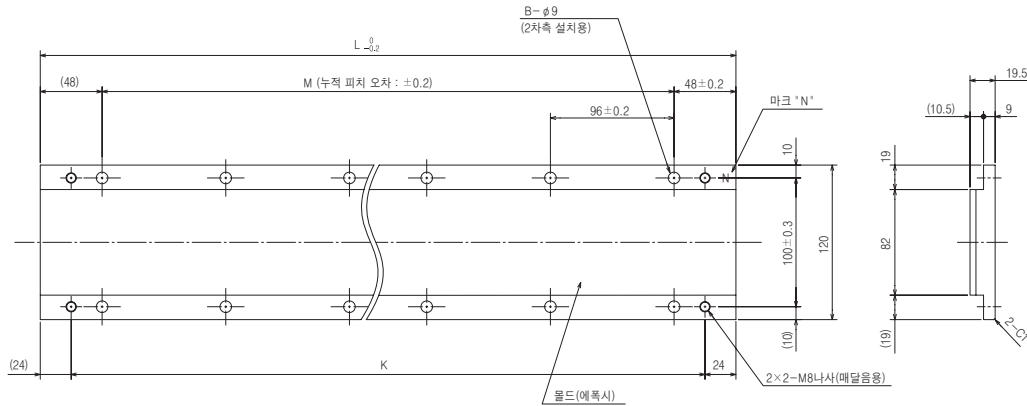 B-φ9
(2차측 설치용)
L 0 -0.2
(48)
M (누적 피치 오차 : ±0.2)
48±0.2
마크 "N"
96±0.2
19.5
(10.5)
9
10
19
N
100±0.3
120
82
(10)
(19)
2-C1
(24)
K
24
2×2-M8나사(매달음용)
몰드(에폭시)